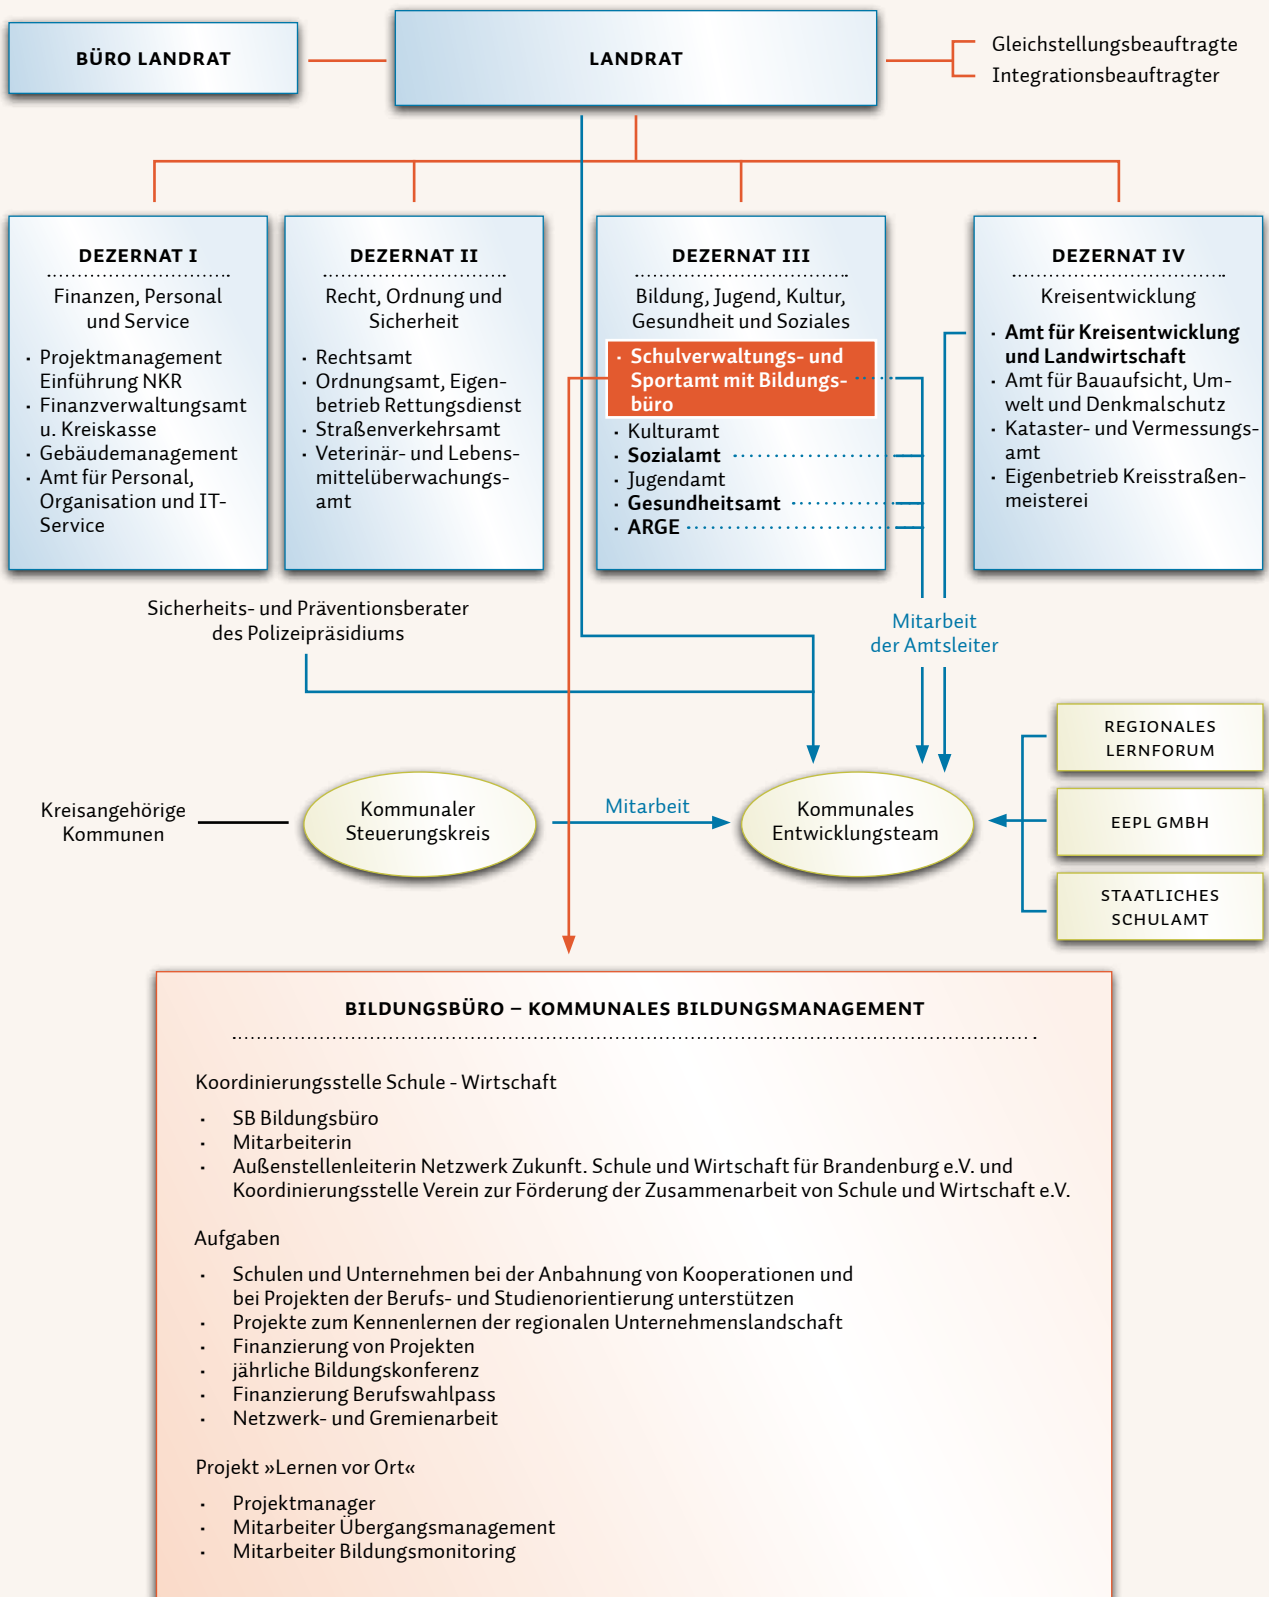 BÜRO LANDRAT
LANDRAT
Gleichstellungsbeauftragte
Integrationsbeauftragter
DEZERNAT I
Finanzen, Personal
und Service
· Projektmanagement
Einführung NKR
· Finanzverwaltungsamt
u. Kreiskasse
· Gebäudemanagement
· Amt für Personal,
Organisation und IT-
Service
DEZERNAT II
Recht, Ordnung und
Sicherheit
· Rechtsamt
· Ordnungsamt, Eigen-
betrieb Rettungsdienst
· Straßenverkehrsamt
· Veterinär- und Lebens-
mittelüberwachungs-
amt
DEZERNAT III
Bildung, Jugend, Kultur,
Gesundheit und Soziales
· Schulverwaltungs- und
Sportamt mit Bildungs-
büro
· Kulturamt
· Sozialamt
· Jugendamt
· Gesundheitsamt
· ARGE
DEZERNAT IV
Kreisentwicklung
· Amt für Kreisentwicklung
und Landwirtschaft
· Amt für Bauaufsicht, Um-
welt und Denkmalschutz
· Kataster- und Vermessungs-
amt
· Eigenbetrieb Kreisstraßen-
meisterei
Sicherheits- und Präventionsberater
des Polizeipräsidiums
Mitarbeit
der Amtsleiter
Kreisangehörige
Kommunen
Kommunaler
Steuerungskreis
Mitarbeit
Kommunales
Entwicklungsteam
REGIONALES
LERNFORUM
EEPL GMBH
STAATLICHES
SCHULAMT
BILDUNGSBÜRO – KOMMUNALES BILDUNGSMANAGEMENT
Koordinierungsstelle Schule - Wirtschaft
· SB Bildungsbüro
· Mitarbeiterin
· Außenstellenleiterin Netzwerk Zukunft. Schule und Wirtschaft für Brandenburg e.V. und
Koordinierungsstelle Verein zur Förderung der Zusammenarbeit von Schule und Wirtschaft e.V.
Aufgaben
· Schulen und Unternehmen bei der Anbahnung von Kooperationen und
bei Projekten der Berufs- und Studienorientierung unterstützen
· Projekte zum Kennenlernen der regionalen Unternehmenslandschaft
· Finanzierung von Projekten
· jährliche Bildungskonferenz
· Finanzierung Berufswahlpass
· Netzwerk- und Gremienarbeit
Projekt »Lernen vor Ort«
· Projektmanager
· Mitarbeiter Übergangsmanagement
· Mitarbeiter Bildungsmonitoring